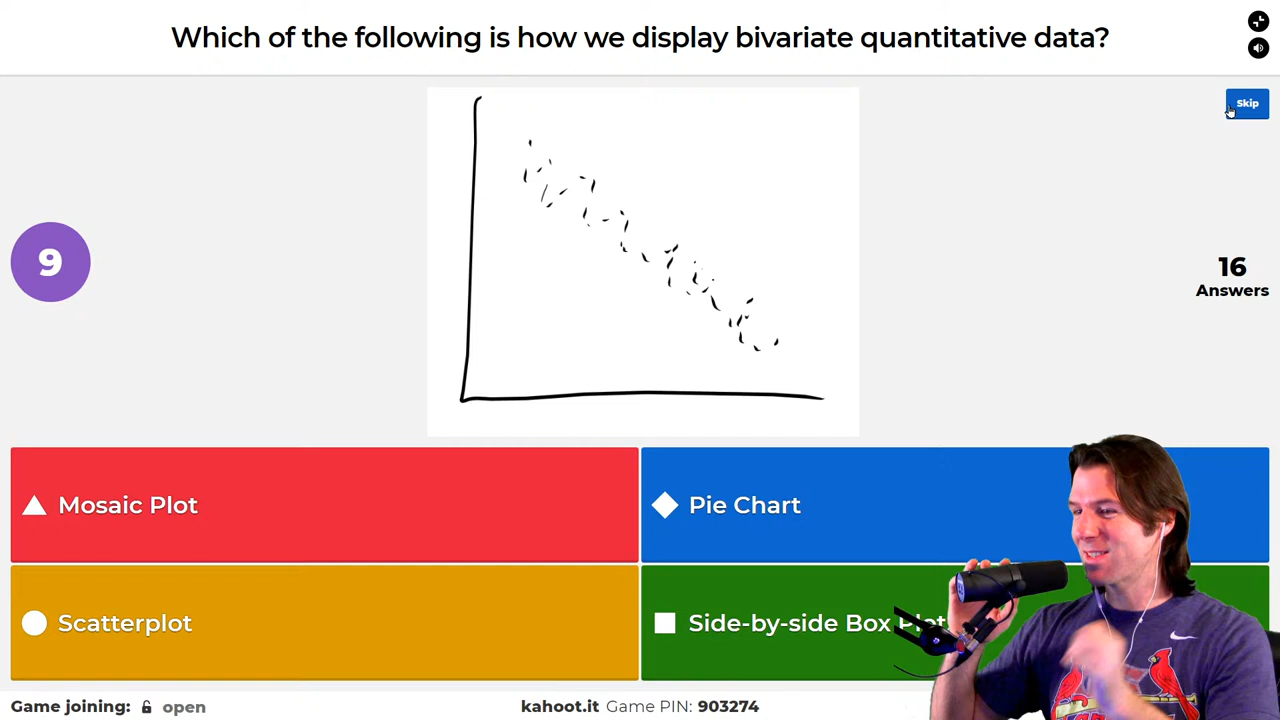 Which of the following is how we display bivariate quantitative data?
Skip
9
16
Answers
Mosaic Plot
Pie Chart
Scatterplot
Side-by-side Box Plot
Game joining: open
kahoot.it Game PIN: 903274